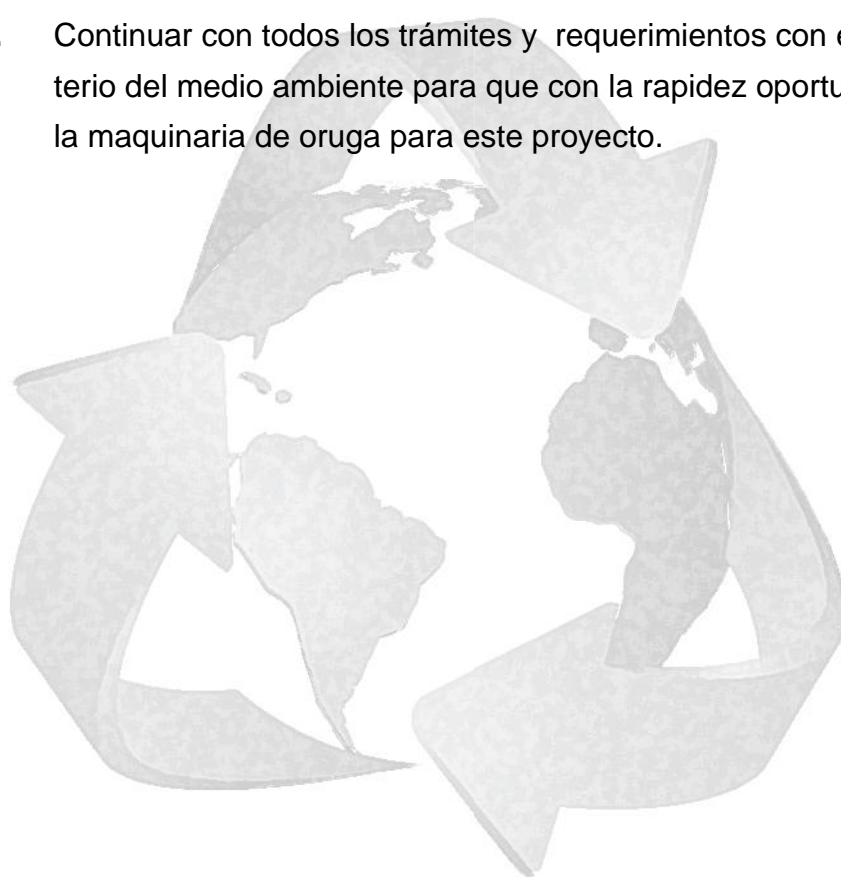 Continuar con todos los trámites y requerimientos con e
terio del medio ambiente para que con la rapidez oportu
la maquinaria de oruga para este proyecto.